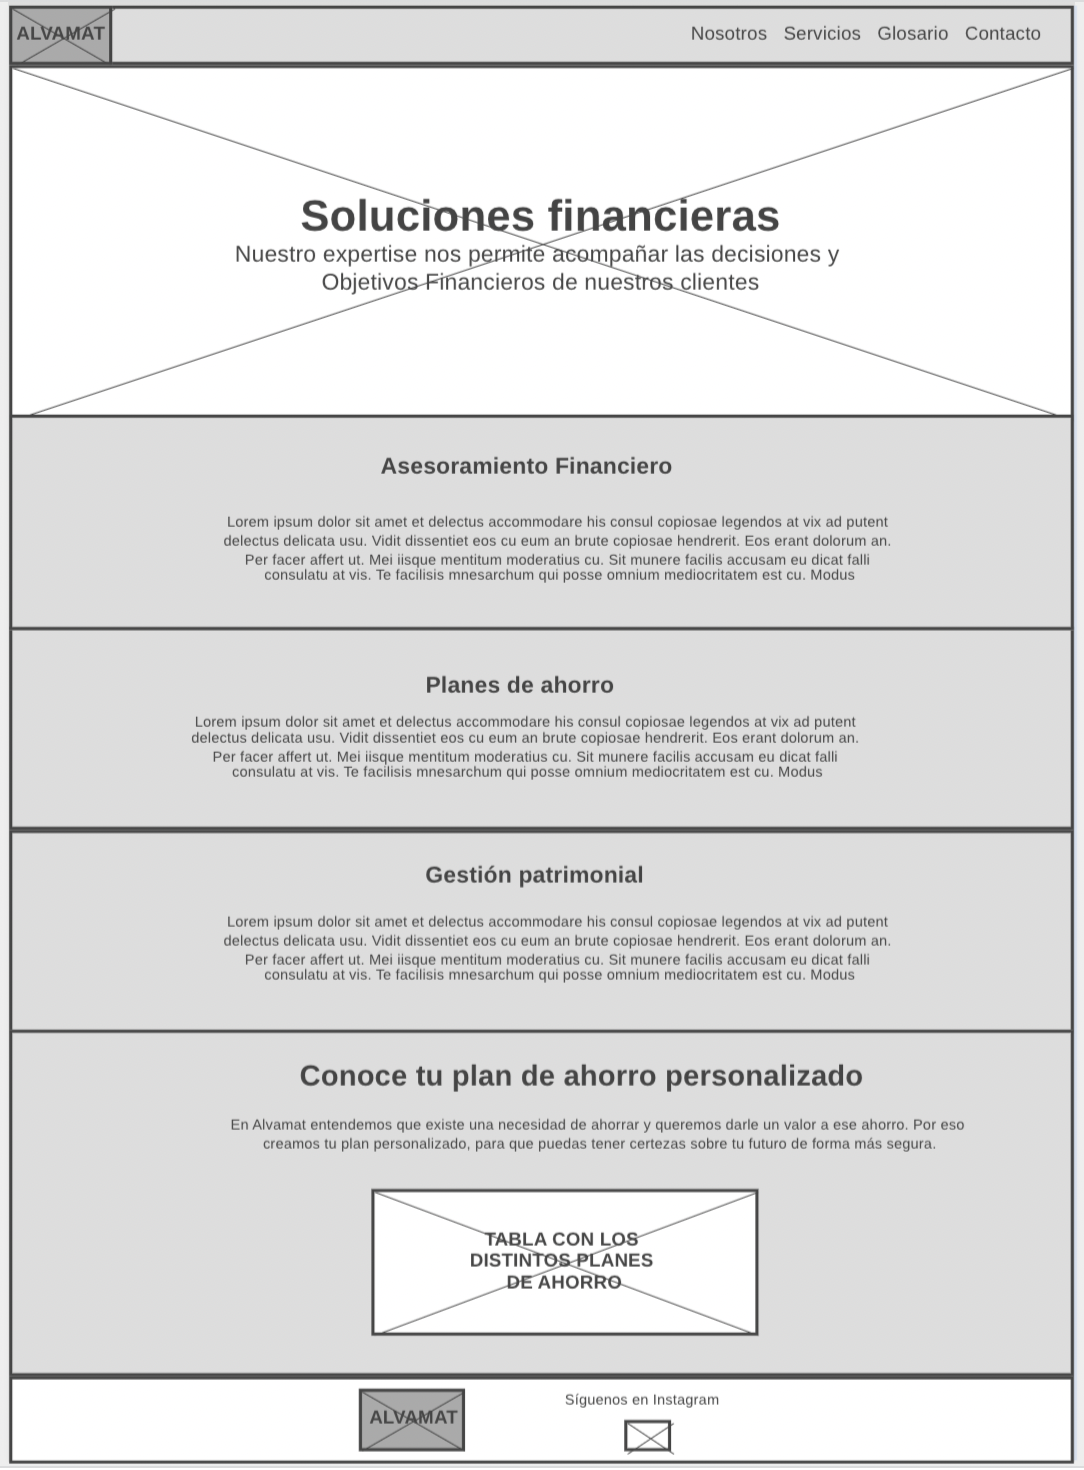 ALVAMAT
Nosotros Servicios Glosario Contacto
Soluciones financieras
Nuestro expertise nos permite acompañar las decisiones y
Objetivos Financieros de nuestros clientes
Asesoramiento Financiero
Lorem ipsum dolor sit amet et delectus accommodare his consul copiosae legendos at vix ad putent
delectus delicata usu. Vidit dissentiet eos cu eum an brute copiosae hendrerit. Eos erant dolorum an.
Per facer affert ut. Mei iisque mentitum moderatius cu. Sit munere facilis accusam eu dicat falli
consulatu at vis. Te facilisis mnesarchum qui posse omnium mediocritatem est cu. Modus
Planes de ahorro
Lorem ipsum dolor sit amet et delectus accommodare his consul copiosae legendos at vix ad putent
delectus delicata usu. Vidit dissentiet eos cu eum an brute copiosae hendrerit. Eos erant dolorum an.
Per facer affert ut. Mei iisque mentitum moderatius cu. Sit munere facilis accusam eu dicat falli
consulatu at vis. Te facilisis mnesarchum qui posse omnium mediocritatem est cu. Modus
Gestión patrimonial
Lorem ipsum dolor sit amet et delectus accommodare his consul copiosae legendos at vix ad putent
delectus delicata usu. Vidit dissentiet eos cu eum an brute copiosae hendrerit. Eos erant dolorum an.
Per facer affert ut. Mei iisque mentitum moderatius cu. Sit munere facilis accusam eu dicat falli
consulatu at vis. Te facilisis mnesarchum qui posse omnium mediocritatem est cu. Modus
Conoce tu plan de ahorro personalizado
En Alvamat entendemos que existe una necesidad de ahorrar y queremos darle un valor a ese ahorro. Por eso
creamos tu plan personalizado, para que puedas tener certezas sobre tu futuro de forma más segura.
TABLA CON LOS
DISTINTOS PLANES
DE AHORRO
ALVAMAT
Síguenos en Instagram